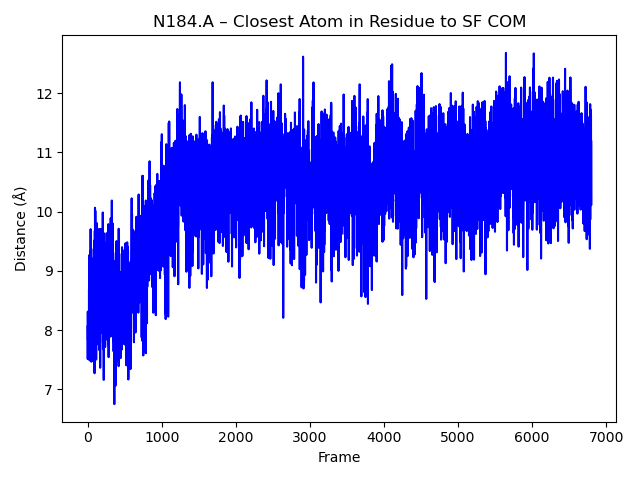 N184.A – Closest Atom in Residue to SF COM
Distance (Å)
12
11
10
9
8
7
0 1000 2000 3000 4000 5000 6000 7000
Frame